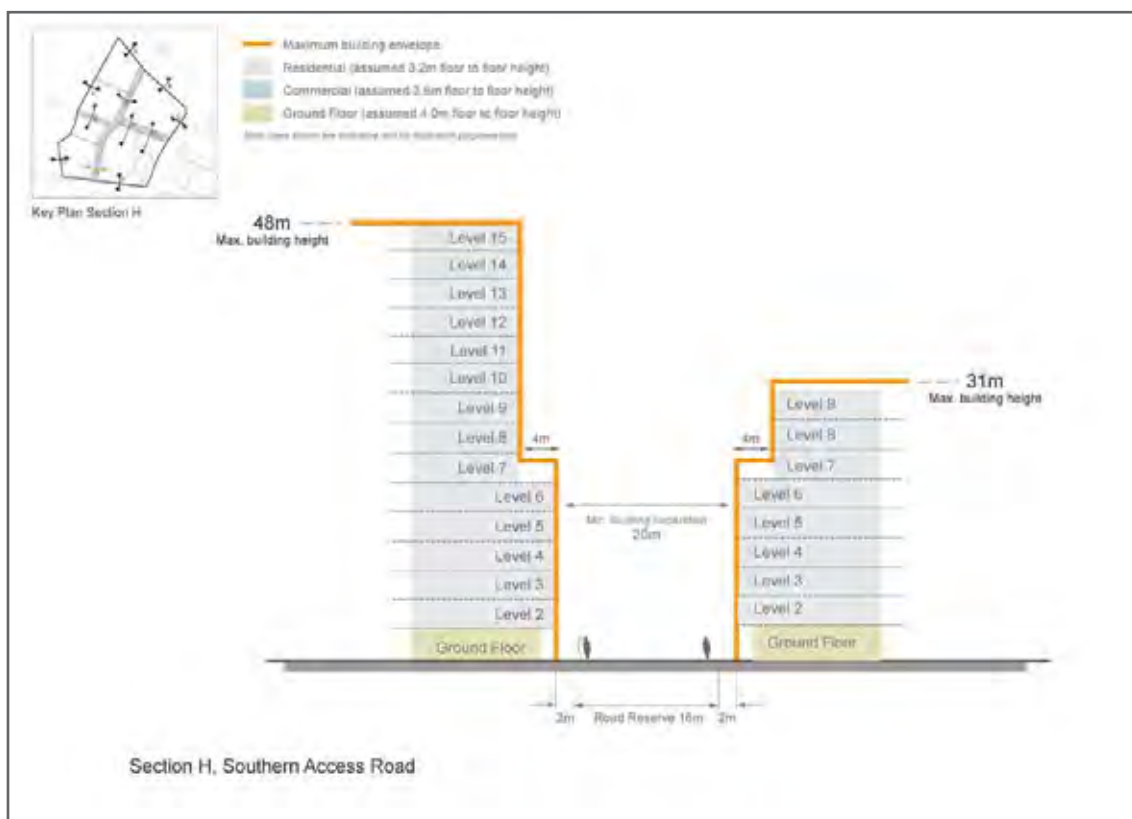 Maximum building envelope
Residential (assumed 3.2m floor to floor height)
Commercial (assumed 3.6m floor to floor height)
Ground Floor (assumed 4.0m floor to floor height)
Key Plan Section H
48m
Max. building height
Level 15
Level 14
Level 13
Level 12
Level 11
Level 10
Level 9
Level 8
Level 7
Level 6
Level 5
Level 4
Level 3
Level 2
Ground Floor
4m
Min. building separation
20m
4m
31m
Max. building height
Level 9
Level 8
Level 7
Level 6
Level 5
Level 4
Level 3
Level 2
Ground Floor
2m
Road Reserve 16m
2m
Section H, Southern Access Road